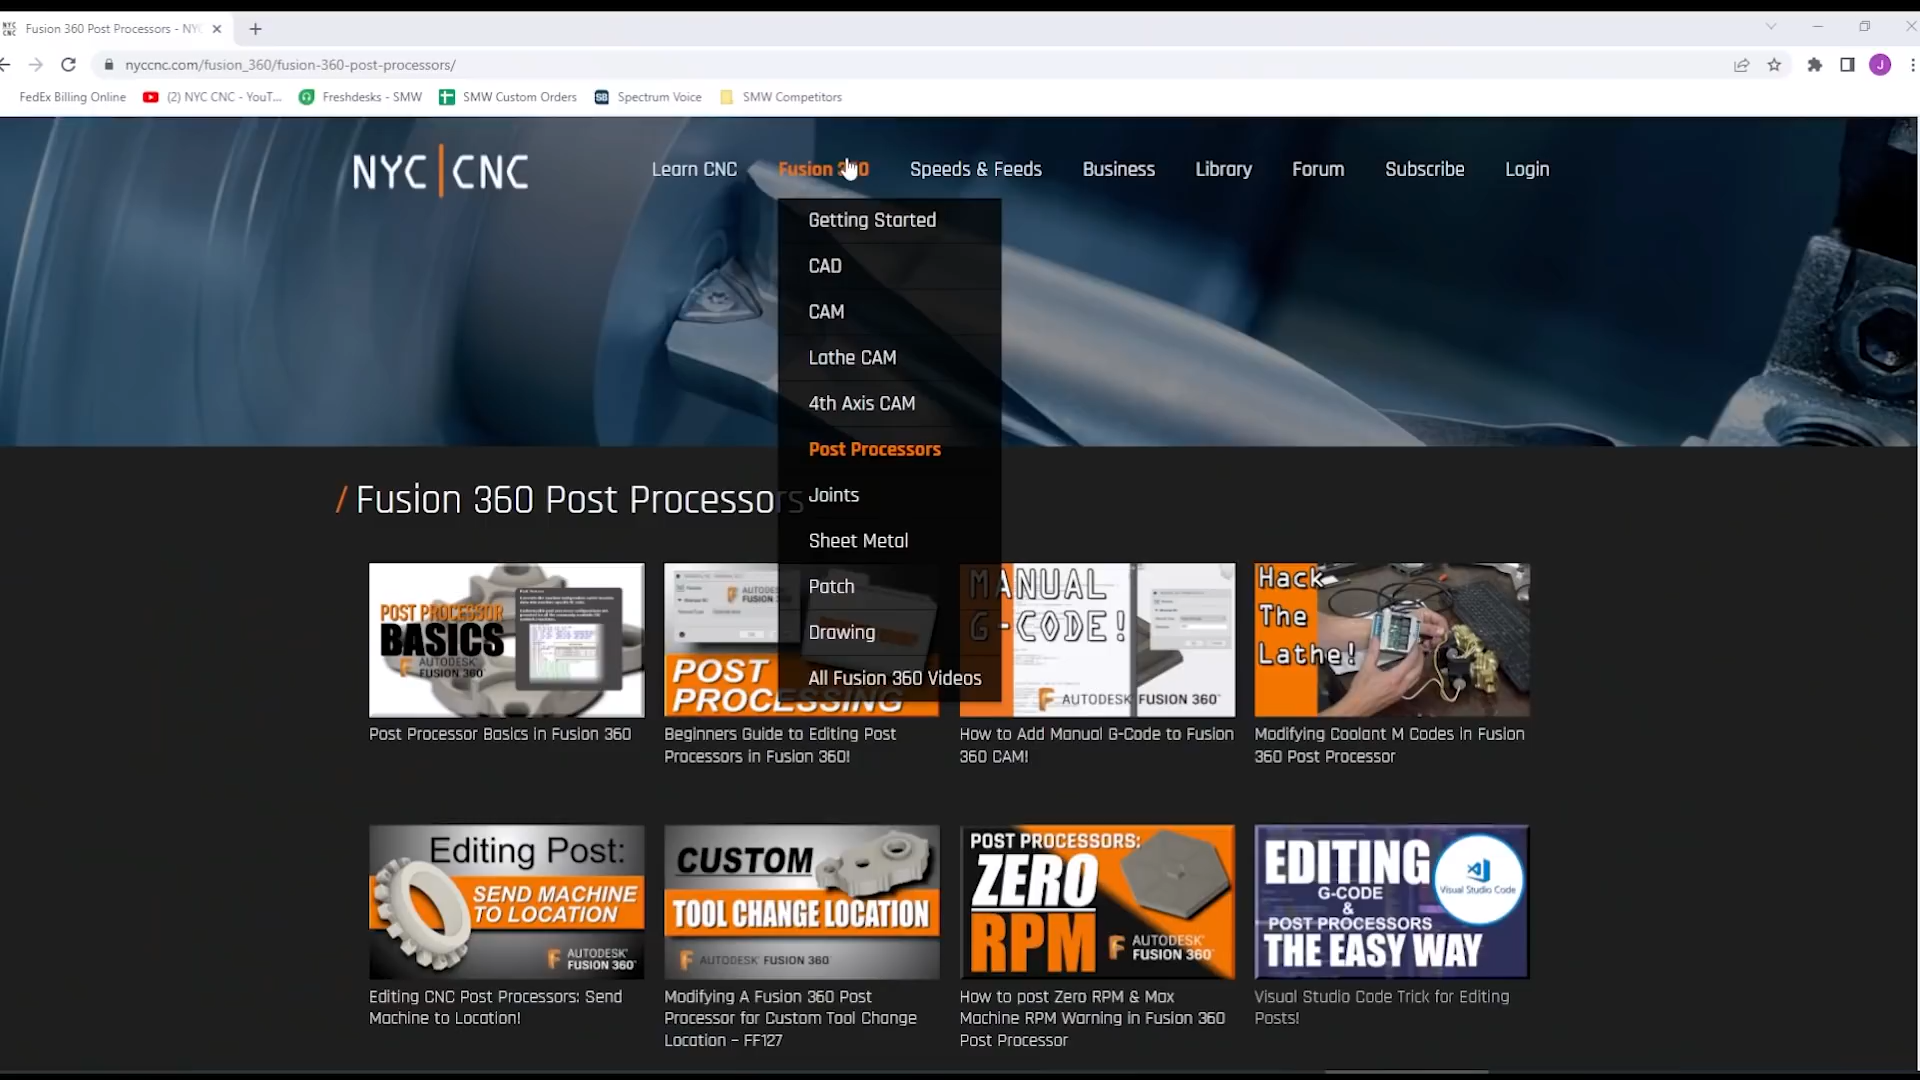 NYC CNC
Fusion 360 Post Processors - NYC
nyccnc.com/fusion_360/fusion-360-post-processors/
J
FedEx Billing Online
(2) NYC CNC - YouT...
Freshdesks - SMW
SMW Custom Orders
SB
Spectrum Voice
SMW Competitors
NYC CNC
Learn CNC
Fusion 360
Speeds & Feeds
Business
Library
Forum
Subscribe
Login
Getting Started
CAD
CAM
Lathe CAM
4th Axis CAM
Post Processors
Joints
Sheet Metal
Patch
Drawing
All Fusion 360 Videos
/ Fusion 360 Post Processors
POST PROCESSOR
BASICS
AUTODESK
FUSION 360
Post Processor Basics in Fusion 360
POST
PROCESSING
Beginners Guide to Editing Post
Processors in Fusion 360!
MANUAL
G-CODE!
AUTODESK FUSION 360
How to Add Manual G-Code to Fusion
360 CAM!
Hack
The
Lathe!
Modifying Coolant M Codes in Fusion
360 Post Processor
Editing Post:
SEND MACHINE
TO LOCATION
AUTODESK
FUSION 360
Editing CNC Post Processors: Send
Machine to Location!
CUSTOM
TOOL CHANGE LOCATION
AUTODESK FUSION 360
Modifying A Fusion 360 Post
Processor for Custom Tool Change
Location – FF127
POST PROCESSORS:
ZERO
RPM
AUTODESK
FUSION 360
How to post Zero RPM & Max
Machine RPM Warning in Fusion 360
Post Processor
EDITING
G-CODE
&
POST PROCESSORS
THE EASY WAY
Visual Studio Code
Visual Studio Code Trick for Editing
Posts!